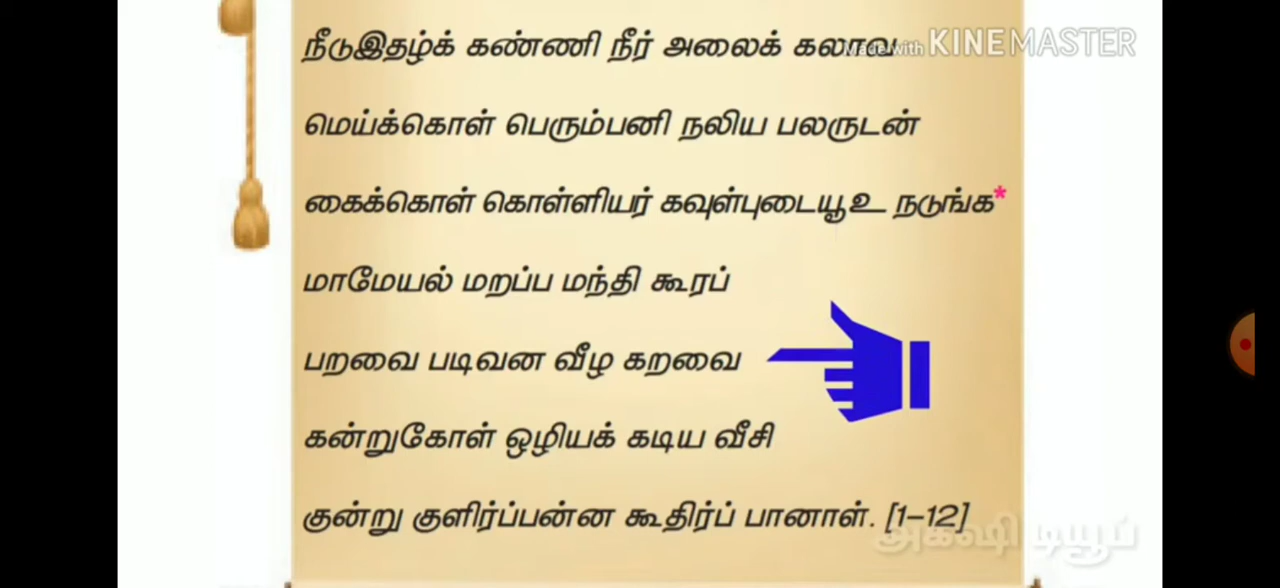 நீடுஇதழ்க் கண்ணி நீர் அலைக் கலாவ
Made with KINEMASTER
மெய்க்கொள் பெரும்பனி நலிய பலருடன்
கைக்கொள் கொள்ளியர் கவுள்புடையூஉ நடுங்க*
மாமேயல் மறப்ப மந்தி கூரப்
பறவை படிவன வீழ கறவை
கன்றுகோள் ஒழியக் கடிய வீசி
குன்று குளிர்ப்பன்ன கூதிர்ப் பானாள். [1-12]
அகஷி டியூப்